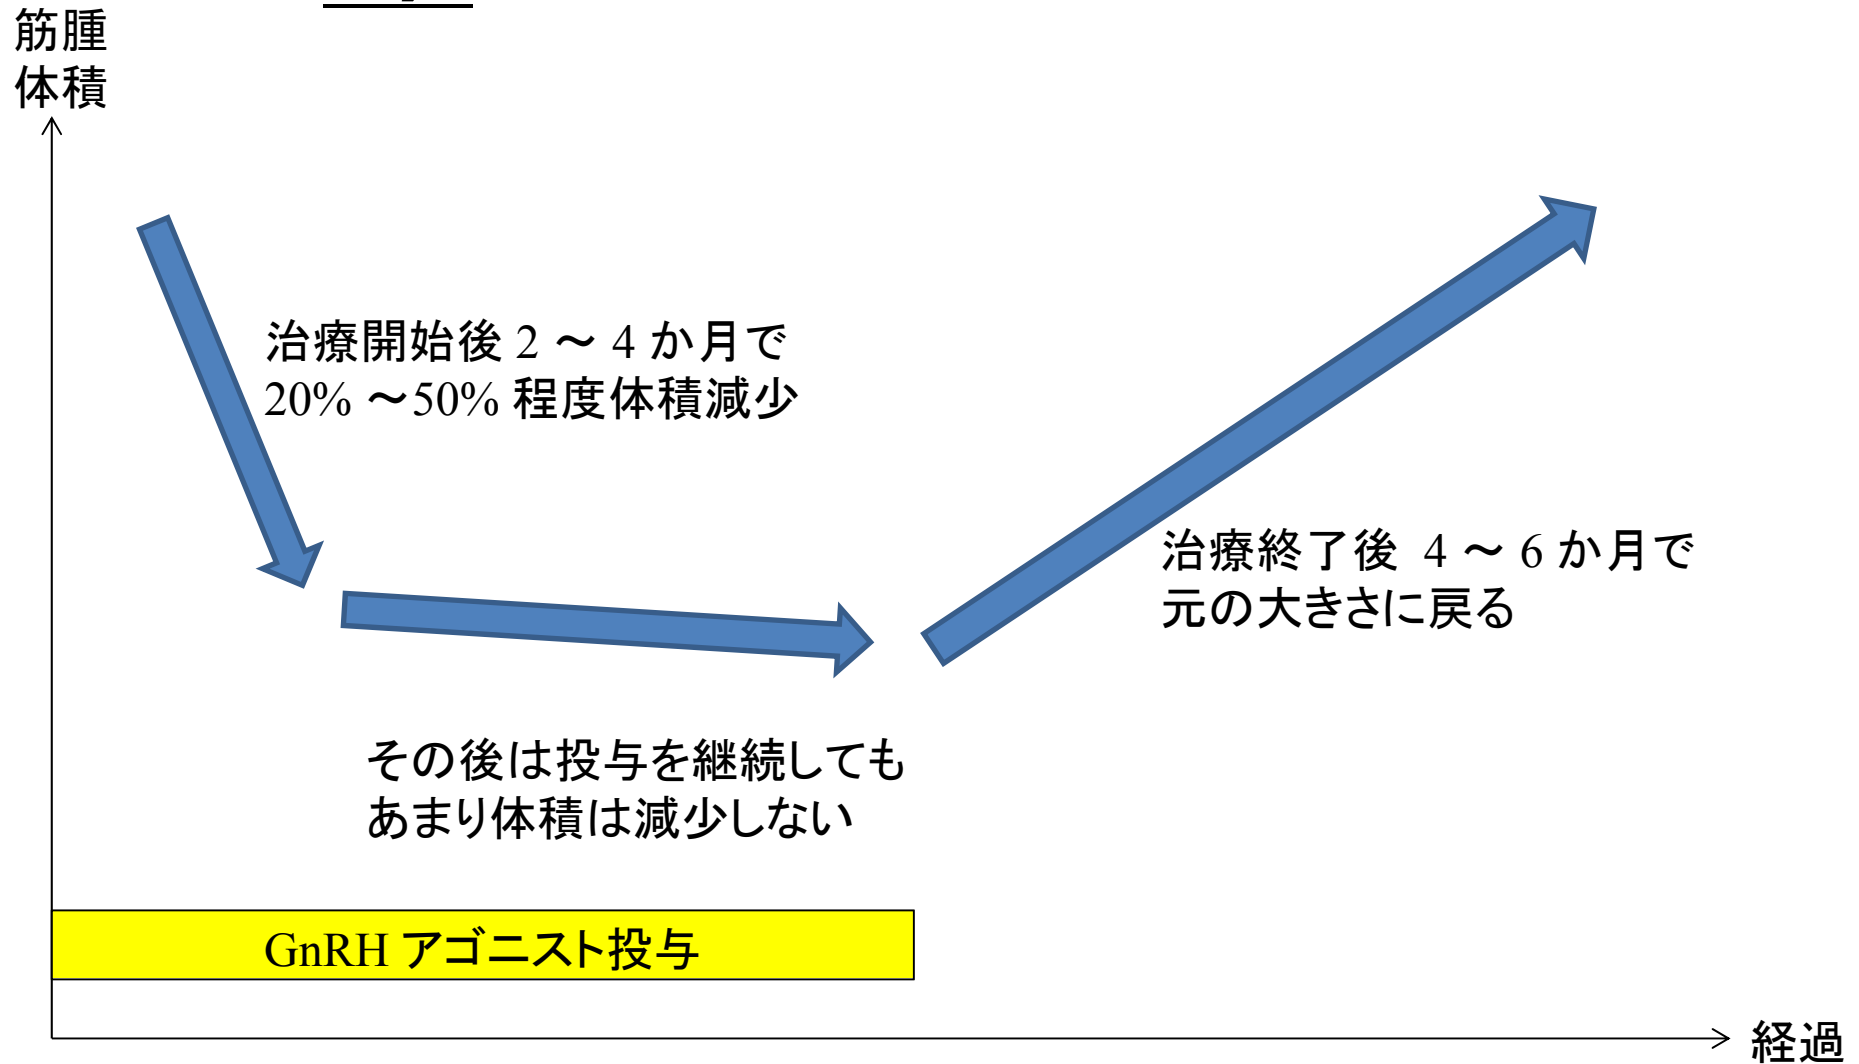 筋腫
体積
治療開始後 2 ～ 4 か月で
20% ～50% 程度体積減少
治療終了後 4 ～ 6 か月で
元の大きさに戻る
その後は投与を継続しても
あまり体積は減少しない
GnRH アゴニスト投与
経過